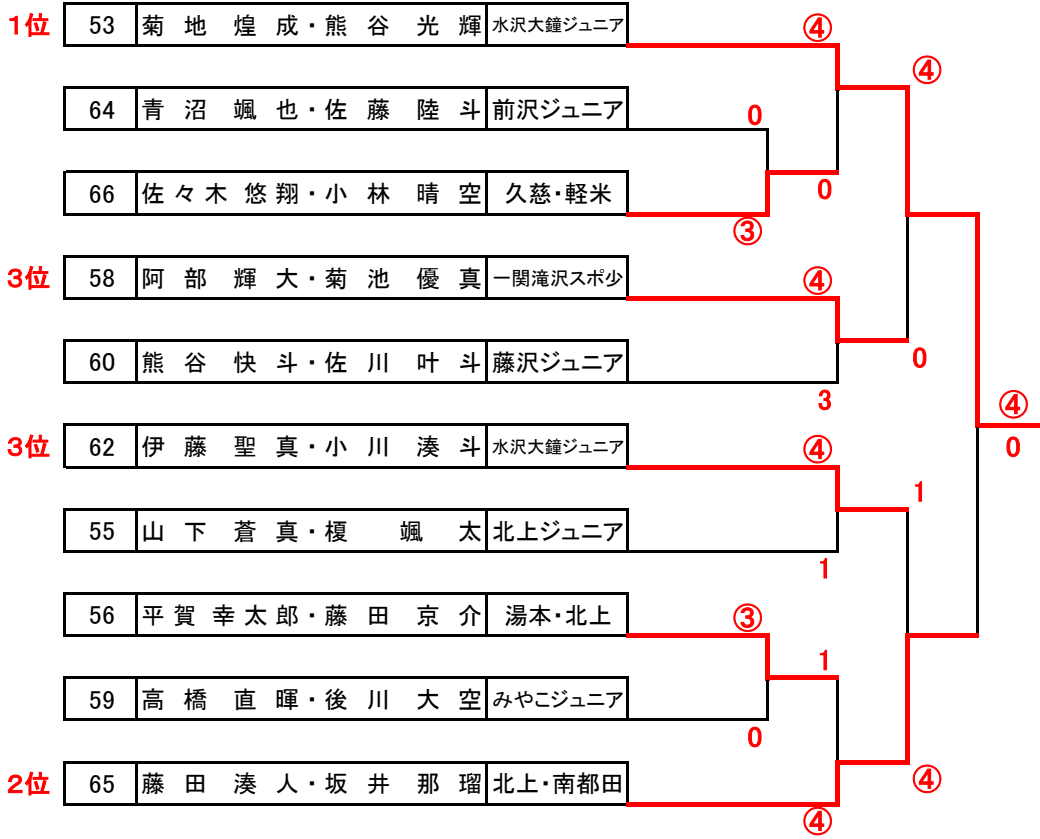 1位 53 菊地 煌成・熊谷 光輝 水沢大鐘ジュニア ④
④
64 青沼 颯也・佐藤 陸斗 前沢ジュニア 0
66 佐々木 悠翔・小林 晴空 久慈・軽米 0
③
3位 58 阿部 輝大・菊池 優真 一関滝沢スポ少 ④
60 熊谷 快斗・佐川 叶斗 藤沢ジュニア 0
3 ④
3位 62 伊藤 聖真・小川 湊斗 水沢大鐘ジュニア ④ 0
1
55 山下 蒼真・榎 颯太 北上ジュニア
1
56 平賀 幸太郎・藤田 京介 湯本・北上 ③
1
59 高橋 直暉・後川 大空 みやこジュニア
0
2位 65 藤田 湊人・坂井 那瑠 北上・南都田 ④
④